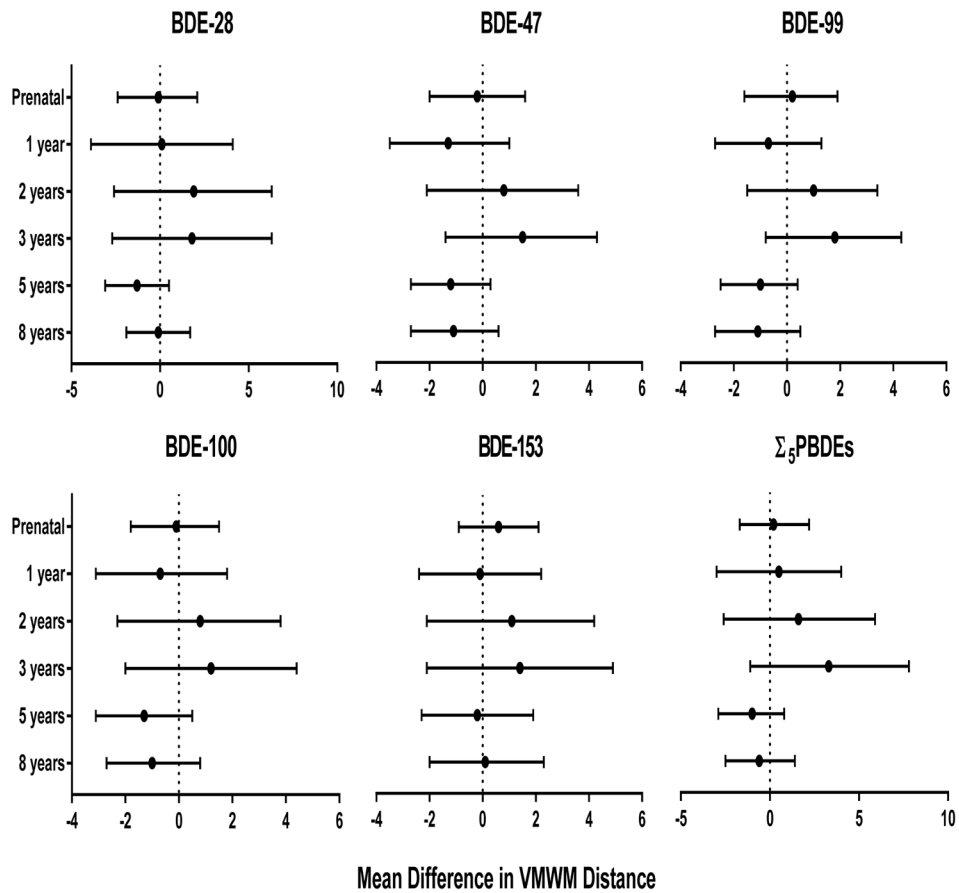 BDE-28 BDE-47 BDE-99
Prenatal
1 year
2 years
3 years
5 years
8 years
-5 0 5 10 -4 -2 0 2 4 6 -4 -2 0 2 4 6
BDE-100 BDE-153 Σ5PBDEs
Prenatal
1 year
2 years
3 years
5 years
8 years
-4 -2 0 2 4 6 -4 -2 0 2 4 6 -5 0 5 10
Mean Difference in VMWM Distance